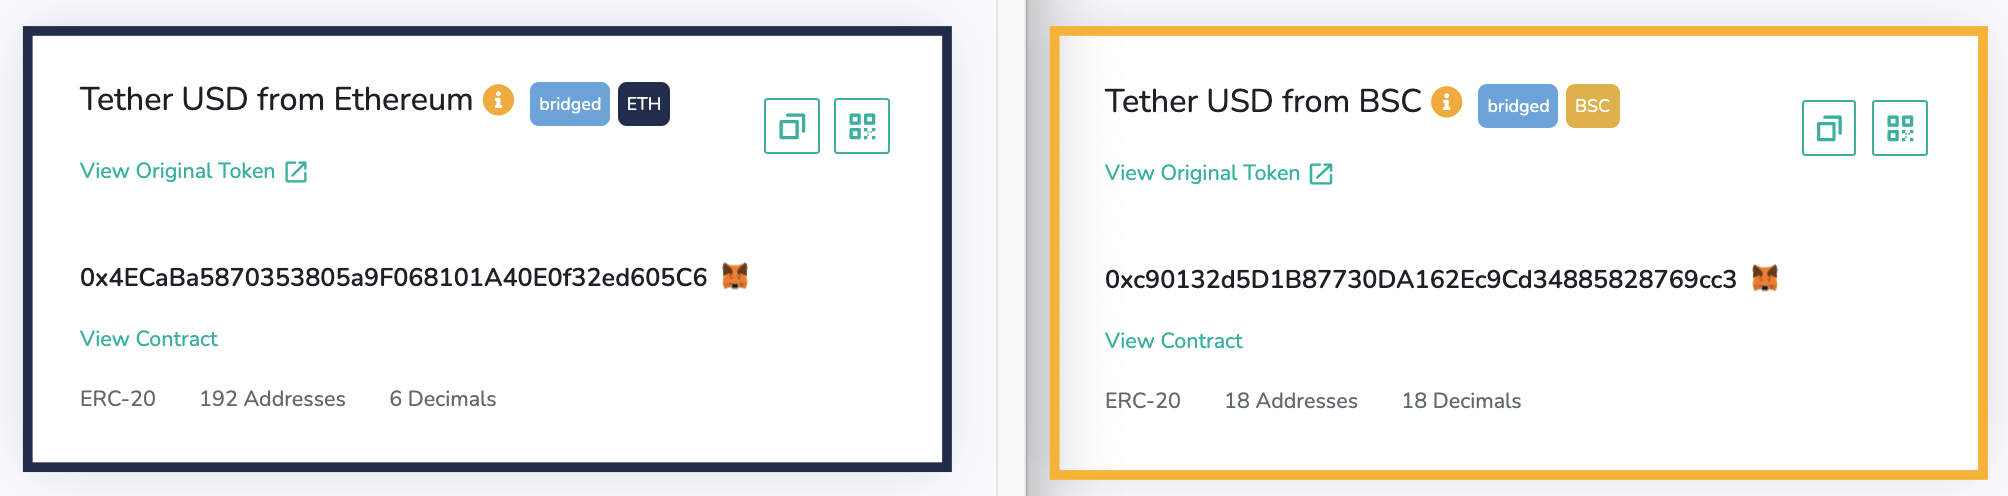 Tether USD from Ethereum bridged ETH
View Original Token
0x4ECaBa5870353805a9F068101A40E0f32ed605C6
View Contract
ERC-20 192 Addresses 6 Decimals
Tether USD from BSC bridged BSC
View Original Token
0xc90132d5D1B87730DA162Ec9Cd34885828769cc3
View Contract
ERC-20 18 Addresses 18 Decimals